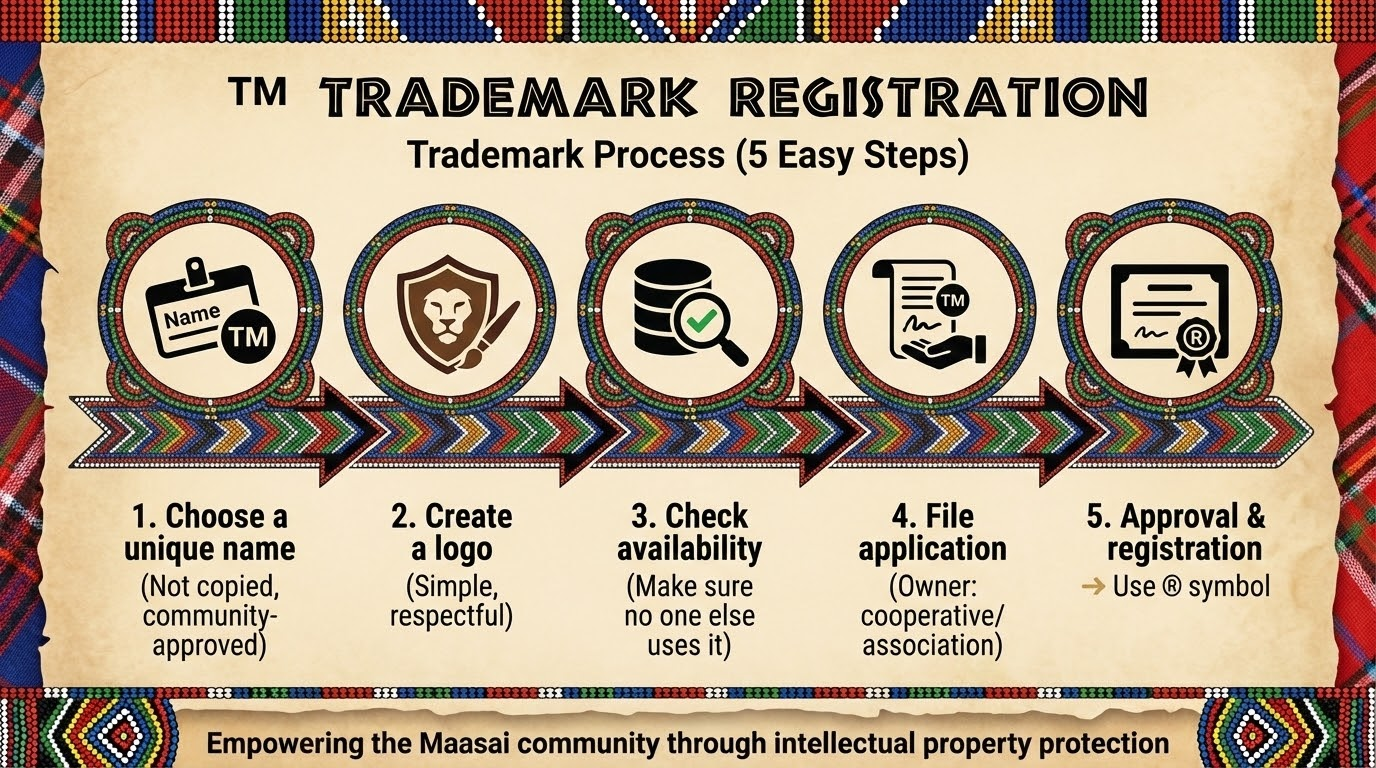 TM TRADEMARK REGISTRATION
Trademark Process (5 Easy Steps)
Name
TM
TM
R
1. Choose a
unique name
(Not copied,
community-
approved)
2. Create
a logo
(Simple,
respectful)
3. Check
availability
(Make sure
no one else
uses it)
4. File
application
(Owner:
cooperative/
association)
5. Approval &
registration
→ Use ® symbol
Empowering the Maasai community through intellectual property protection